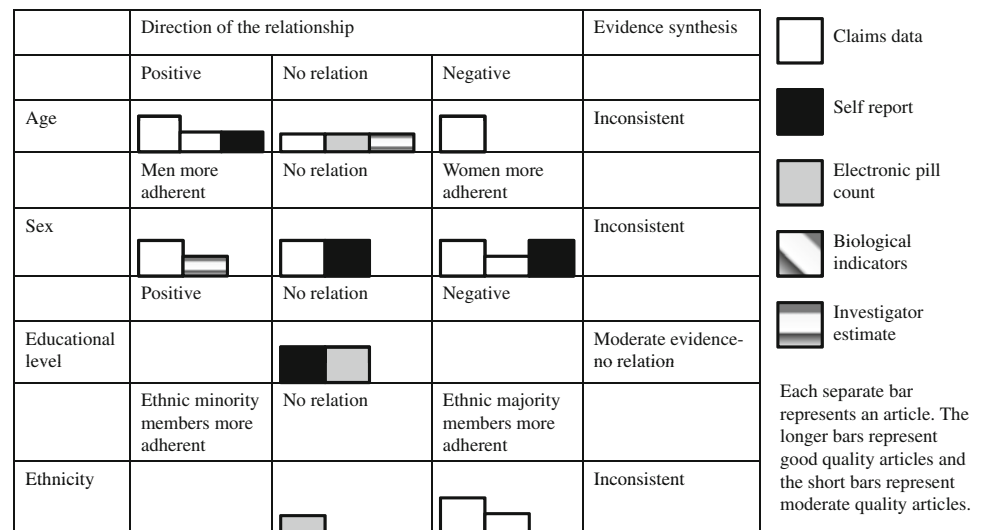 Direction of the relationship
Evidence synthesis
Positive
No relation
Negative
Age
Inconsistent
Men more
adherent
No relation
Women more
adherent
Sex
Inconsistent
Positive
No relation
Negative
Educational
level
Moderate evidence-
no relation
Ethnic minority
members more
adherent
No relation
Ethnic majority
members more
adherent
Ethnicity
Inconsistent
Claims data
Self report
Electronic pill
count
Biological
indicators
Investigator
estimate
Each separate bar
represents an article. The
longer bars represent
good quality articles and
the short bars represent
moderate quality articles.